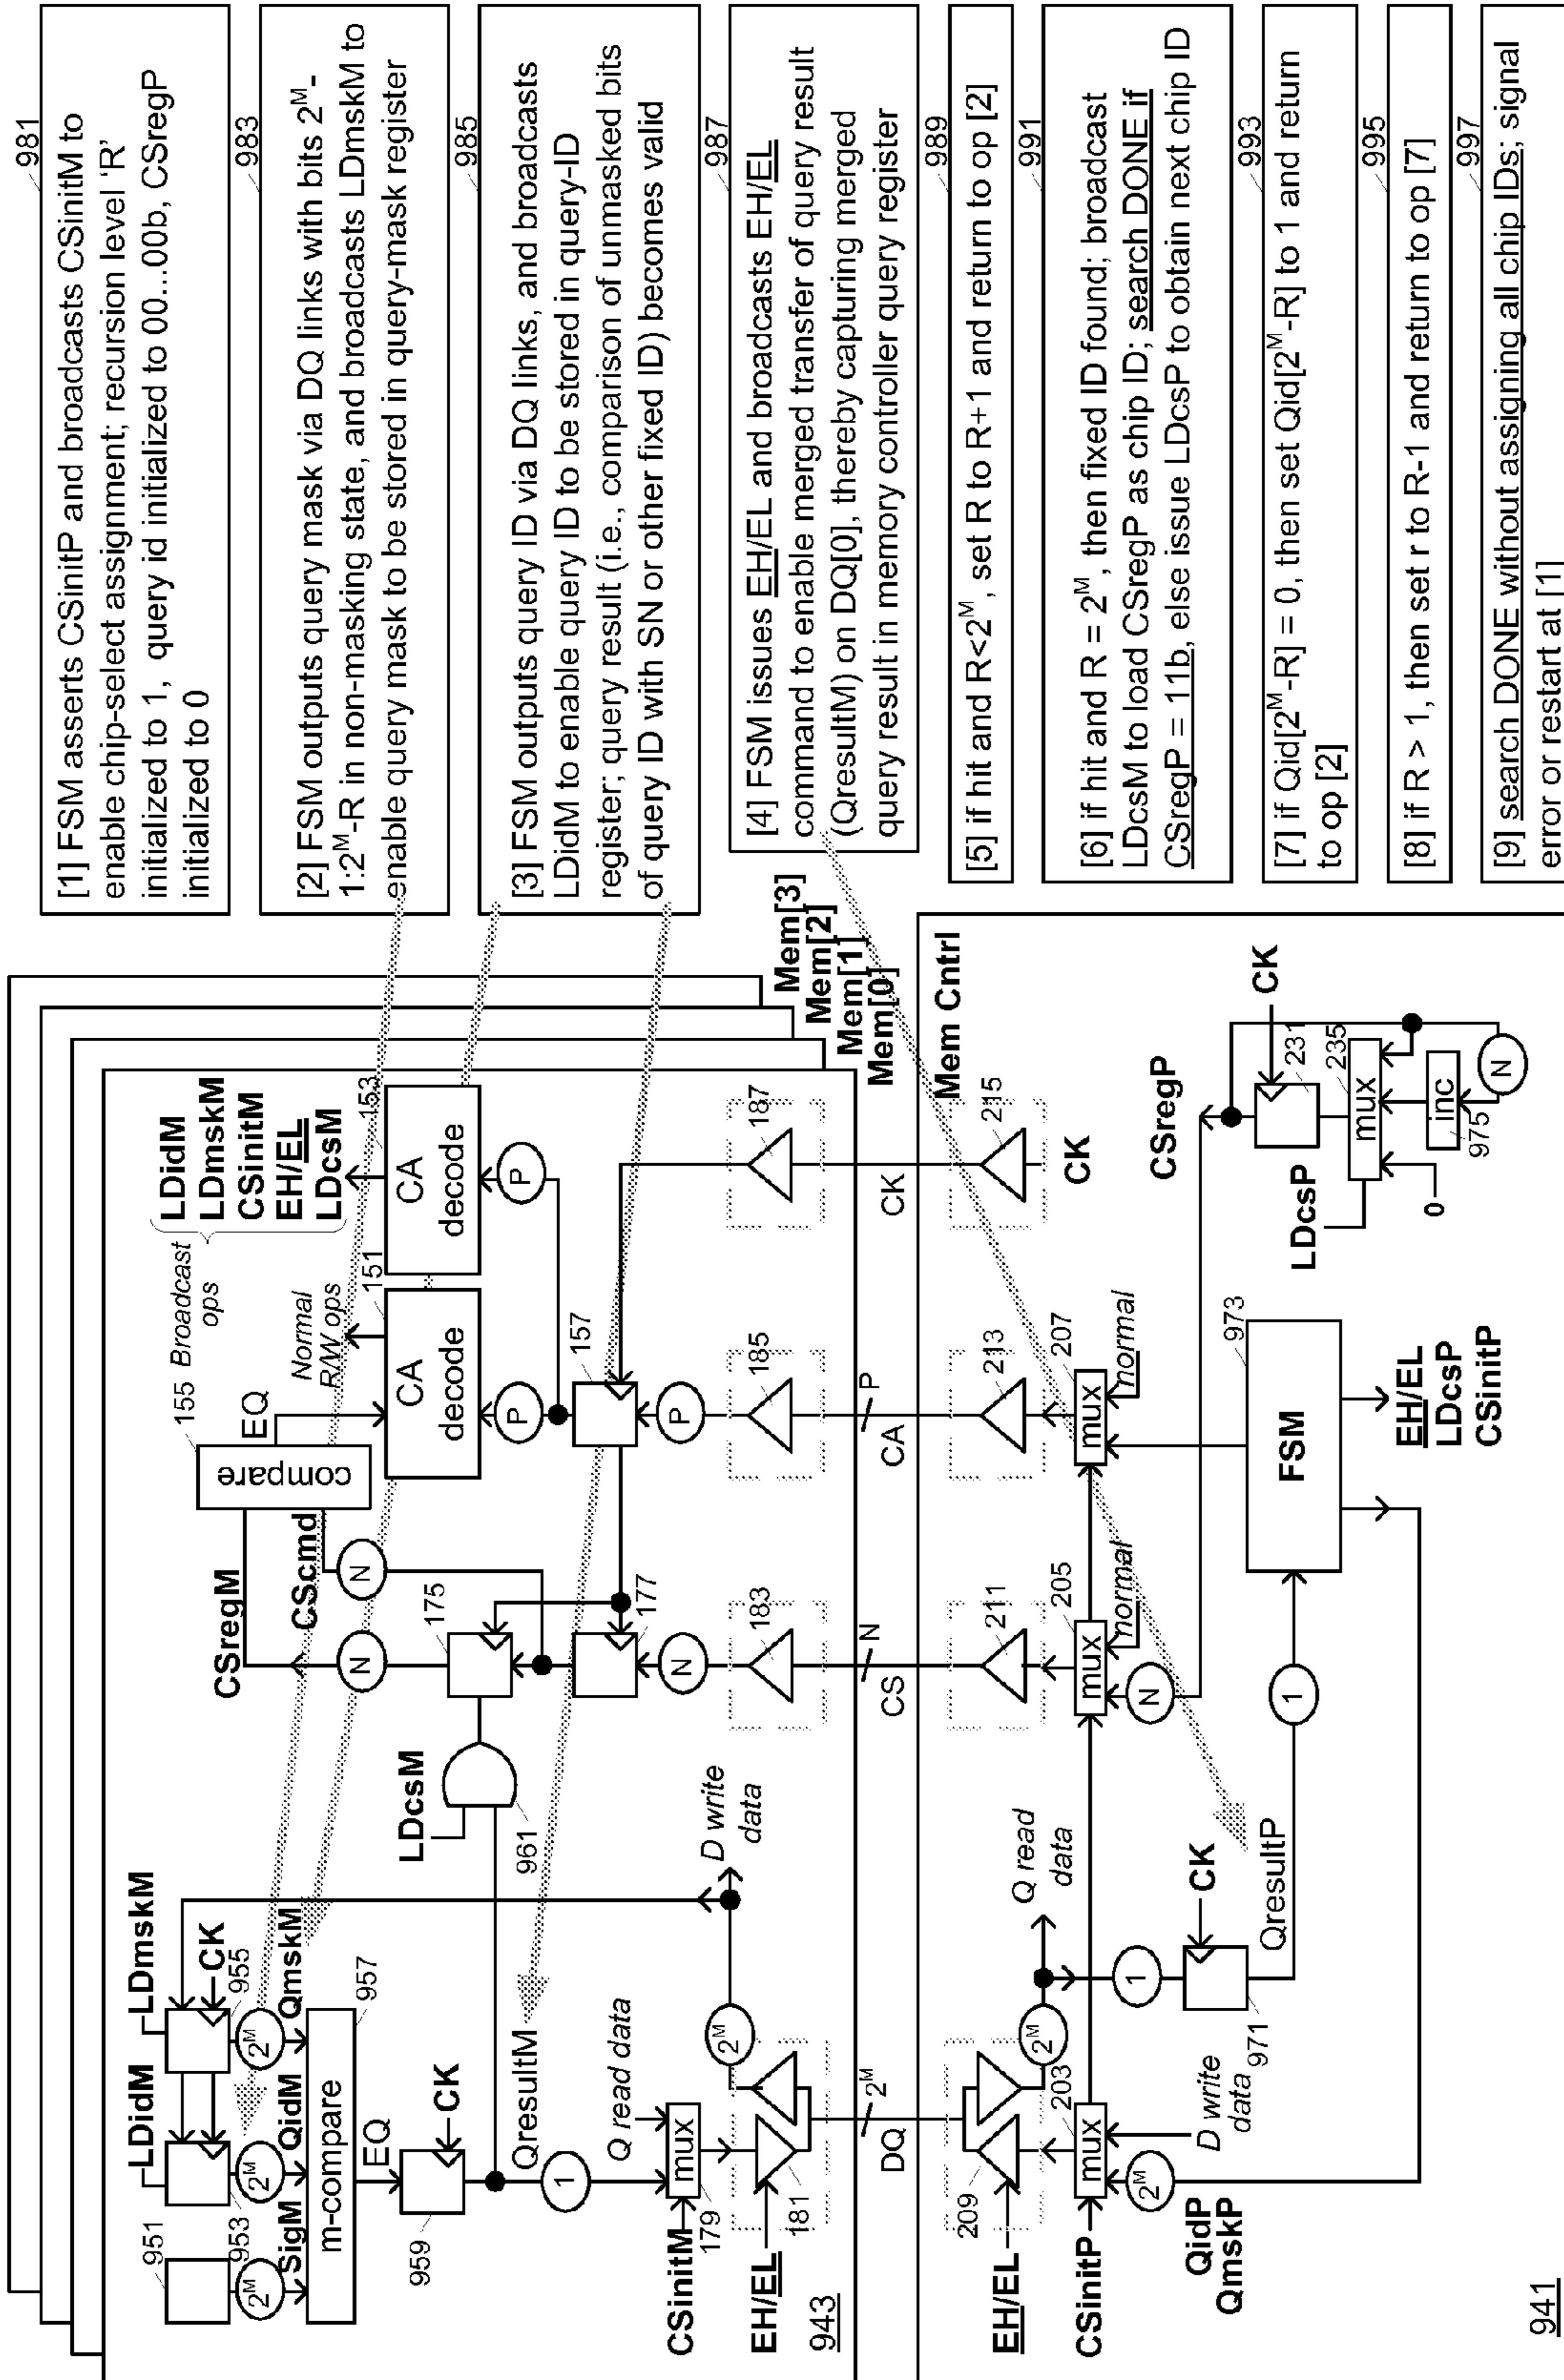 981
[1] FSM asserts CSinitP and broadcasts CSinitM to
enable chip-select assignment; recursion level 'R'
initialized to 1, query id initialized to 00...00b, CSregP
initialized to 0
983
[2] FSM outputs query mask via DQ links with bits 2^M-
1:2^M-R in non-masking state, and broadcasts LDmskM to
enable query mask to be stored in query-mask register
985
[3] FSM outputs query ID via DQ links, and broadcasts
LDidM to enable query ID to be stored in query-ID
register; query result (i.e., comparison of unmasked bits
of query ID with SN or other fixed ID) becomes valid
987
[4] FSM issues EH/EL and broadcasts EH/EL
command to enable merged transfer of query result
(QresultM) on DQ[0], thereby capturing merged
query result in memory controller query register
989
[5] if hit and R<2^M, set R to R+1 and return to op [2]
991
[6] if hit and R = 2^M, then fixed ID found; broadcast
LDcsM to load CSregP as chip ID; search DONE if
CSregP = 11b, else issue LDcsP to obtain next chip ID
993
[7] if Qid[2^M-R] = 0, then set Qid[2^M-R] to 1 and return
to op [2]
995
[8] if R > 1, then set r to R-1 and return to op [7]
997
[9] search DONE without assigning all chip IDs; signal
error or restart at [1]
LDidM
LDmskM
CSinitM
EH/EL
LDcsM
155
Broadcast
ops
Normal
R/W ops
151
153
EQ
compare
CA
decode
CA
decode
CSregM
CScmd
N
N
P
P
175
177
157
LDcsM
961
LDidM
LDmskM
CK
951
953
955
2^M
2^M
2^M
SigM
QidM
QmskM
m-compare
957
EQ
CK
959
QresultM
1
Q read data
CSinitM
mux
179
EH/EL
181
2^M
D write
data
N
183
P
185
187
943
Mem[3]
Mem[2]
Mem[1]
Mem[0]
DQ
2^M
CS
N
CA
P
CK
Mem Cntrl
EH/EL
209
2^M
Q read
data
211
213
215
CK
CSinitP
mux
203
D write
data
2^M
QidP
QmskP
mux
205
normal
N
mux
207
normal
1
CK
971
QresultP
1
FSM
973
EH/EL
LDcsP
CSinitP
CSregP
CK
231
LDcsP
mux
235
0
inc
975
N
941